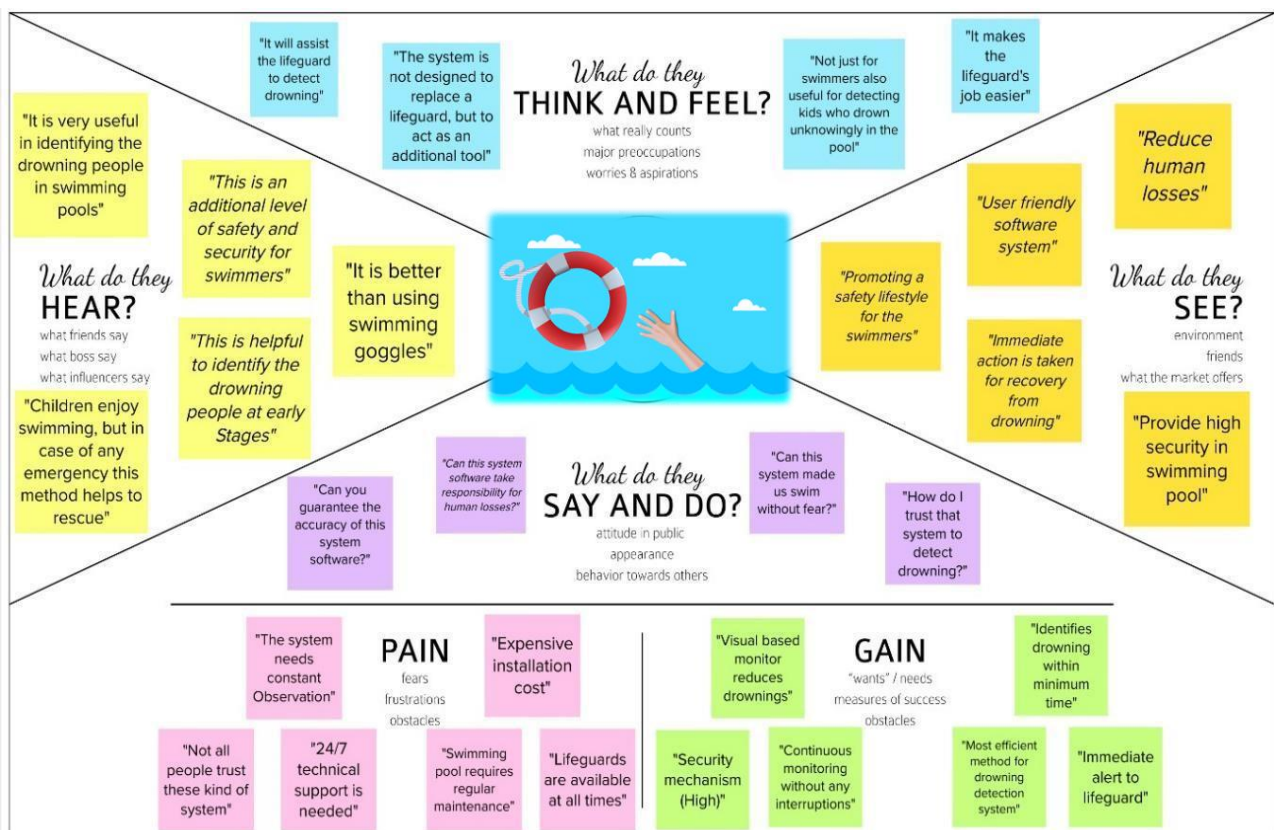 "It will assist
the lifeguard
to detect
drowning"
"The system is
not designed to
replace a
lifeguard, but to
act as an
additional tool"
What do they
THINK AND FEEL?
what really counts
major preoccupations
worries & aspirations
"Not just for
swimmers also
useful for detecting
kids who drown
unknowingly in the
pool"
"It makes
the
lifeguard's
job easier"
"It is very useful
in identifying the
drowning people
in swimming
pools"
"This is an
additional level
of safety and
security for
swimmers"
"It is better
than using
swimming
goggles"
What do they
HEAR?
what friends say
what boss say
what influencers say
"This is helpful
to identify the
drowning
people at early
Stages"
"Children enjoy
swimming, but in
case of any
emergency this
method helps to
rescue"
"Reduce
human
losses"
"User friendly
software
system"
"Promoting a
safety lifestyle
for the
swimmers"
What do they
SEE?
environment
friends
what the market offers
"Immediate
action is taken
for recovery
from
drowning"
"Provide high
security in
swimming
pool"
"Can you
guarantee the
accuracy of this
system
software?"
"Can this system
software take
responsibility for
human losses?"
What do they
SAY AND DO?
attitude in public
appearance
behavior towards others
"Can this
system made
us swim
without fear?"
"How do I
trust that
system to
detect
drowning?"
"The system
needs
constant
Observation"
PAIN
fears
frustrations
obstacles
"Expensive
installation
cost"
"Not all
people trust
these kind of
system"
"24/7
technical
support is
needed"
"Swimming
pool requires
regular
maintenance"
"Lifeguards
are available
at all times"
"Visual based
monitor
reduces
drownings"
GAIN
"wants" / needs
measures of success
obstacles
"Identifies
drowning
within
minimum
time"
"Security
mechanism
(High)"
"Continuous
monitoring
without any
interruptions"
"Most efficient
method for
drowning
detection
system"
"Immediate
alert to
lifeguard"